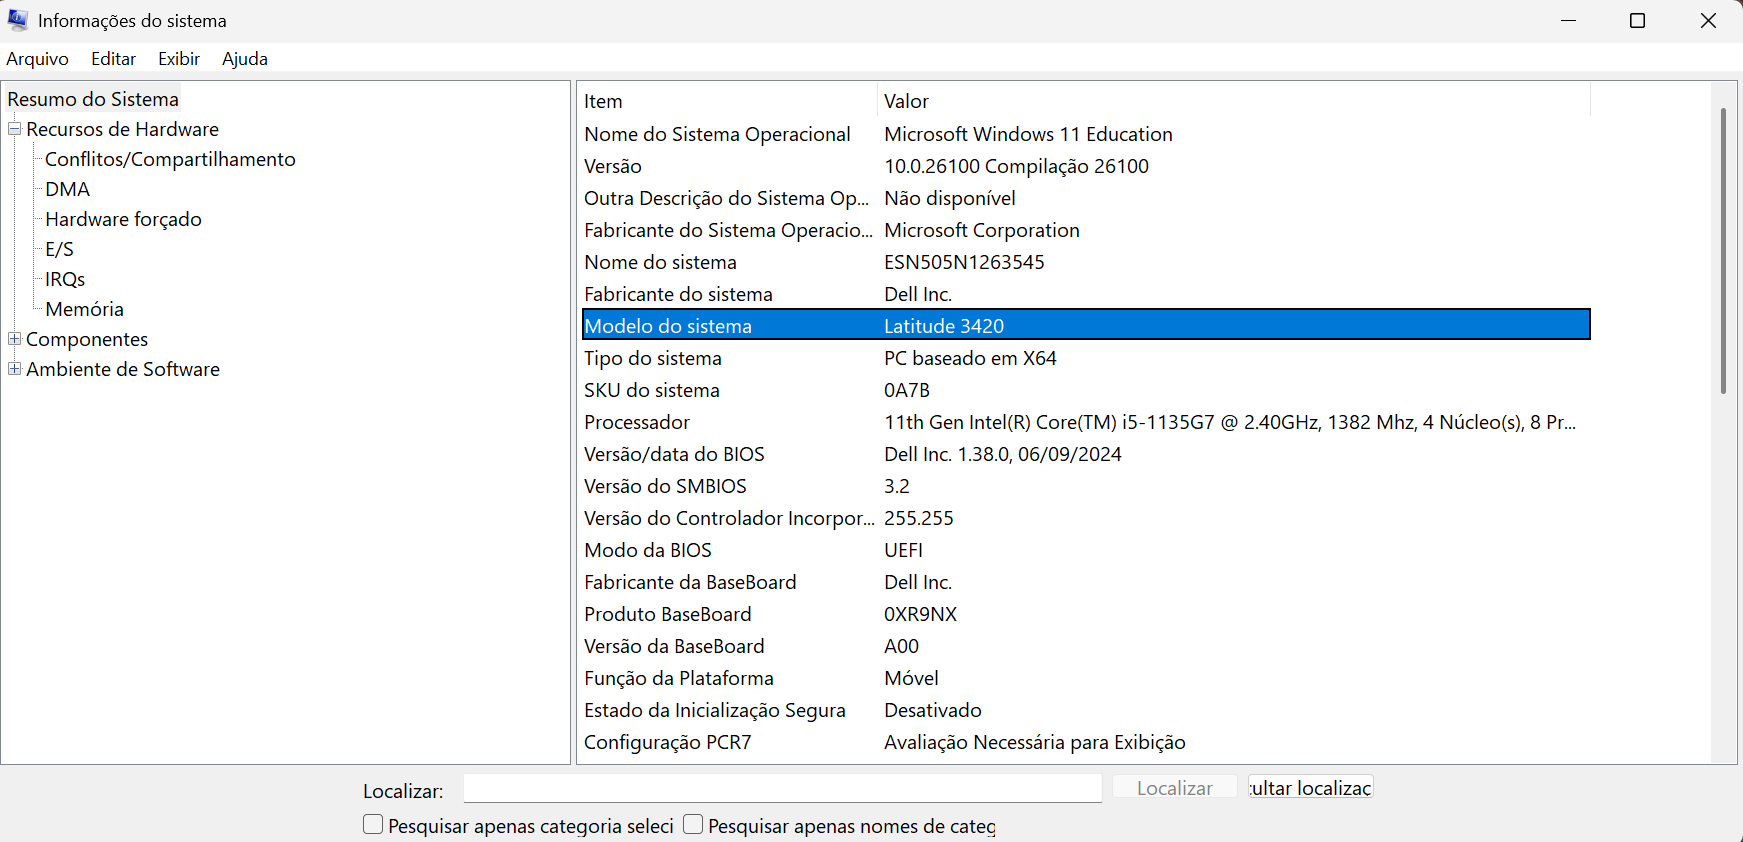 Informações do sistema
Arquivo Editar Exibir Ajuda
Resumo do Sistema
Recursos de Hardware
Conflitos/Compartilhamento
DMA
Hardware forçado
E/S
IRQs
Memória
Componentes
Ambiente de Software
Item Valor
Nome do Sistema Operacional Microsoft Windows 11 Education
Versão 10.0.26100 Compilação 26100
Outra Descrição do Sistema Op... Não disponível
Fabricante do Sistema Operacio... Microsoft Corporation
Nome do sistema ESN505N1263545
Fabricante do sistema Dell Inc.
Modelo do sistema Latitude 3420
Tipo do sistema PC baseado em X64
SKU do sistema 0A7B
Processador 11th Gen Intel(R) Core(TM) i5-1135G7 @ 2.40GHz, 1382 Mhz, 4 Núcleo(s), 8 Pr...
Versão/data do BIOS Dell Inc. 1.38.0, 06/09/2024
Versão do SMBIOS 3.2
Versão do Controlador Incorpor... 255.255
Modo da BIOS UEFI
Fabricante da BaseBoard Dell Inc.
Produto BaseBoard 0XR9NX
Versão da BaseBoard A00
Função da Plataforma Móvel
Estado da Inicialização Segura Desativado
Configuração PCR7 Avaliação Necessária para Exibição
Localizar: Localizar cultar localizaç
Pesquisar apenas categoria seleci Pesquisar apenas nomes de categ